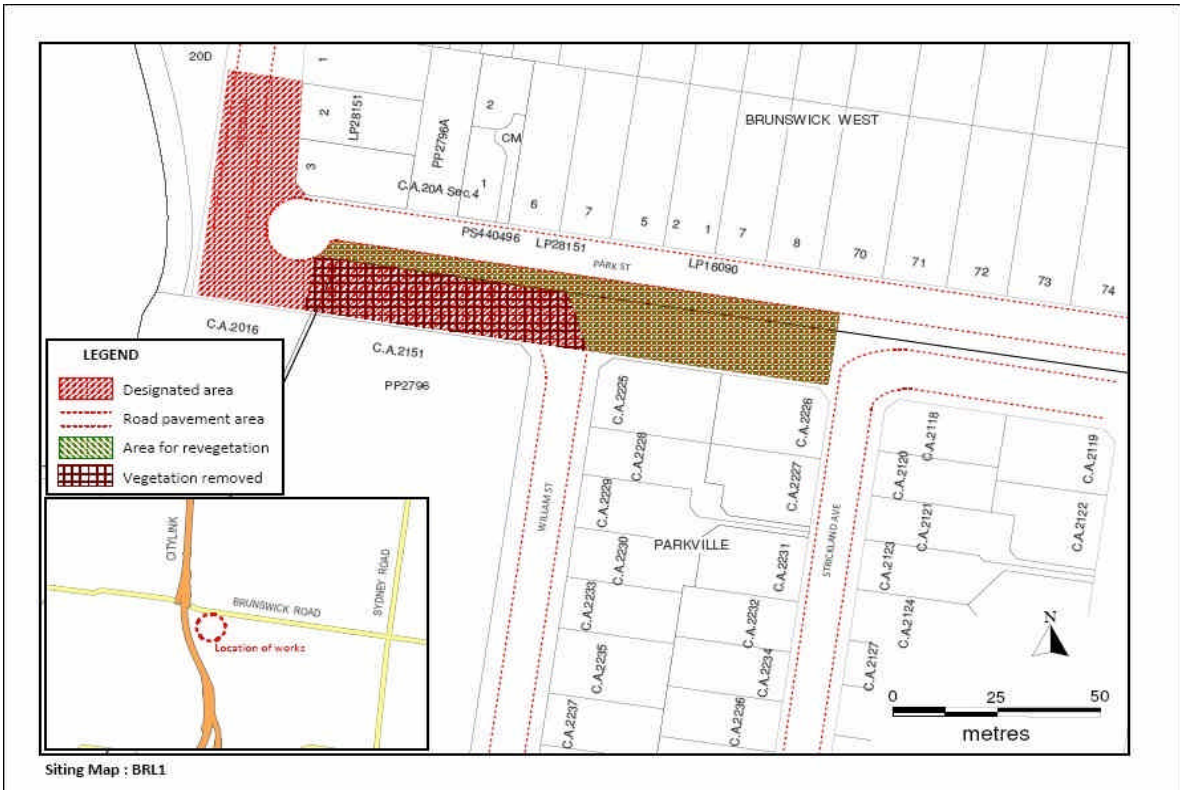 20D
1
2
LP28151
3
PP2796A
2
CM
1
C.A.20A Sec.4
BRUNSWICK WEST
6
7
5
2
1
7
8
70
71
72
73
74
PS440496
LP28151
PARK ST
LP16090
C.A.2016
C.A.2151
PP2796
LEGEND
Designated area
Road pavement area
Area for revegetation
Vegetation removed
C.A.2225
C.A.2226
C.A.2228
C.A.2227
C.A.2229
C.A.2230
C.A.2231
C.A.2233
C.A.2232
C.A.2235
C.A.2234
C.A.2237
C.A.2236
WILLIAM ST
PARKVILLE
STRICKLAND AVE
C.A.2118
C.A.2119
C.A.2120
C.A.2121
C.A.2122
C.A.2123
C.A.2124
C.A.2127
CITYLINK
BRUNSWICK ROAD
SYDNEY ROAD
Location of works
N
0 25 50
metres
Siting Map : BRL1